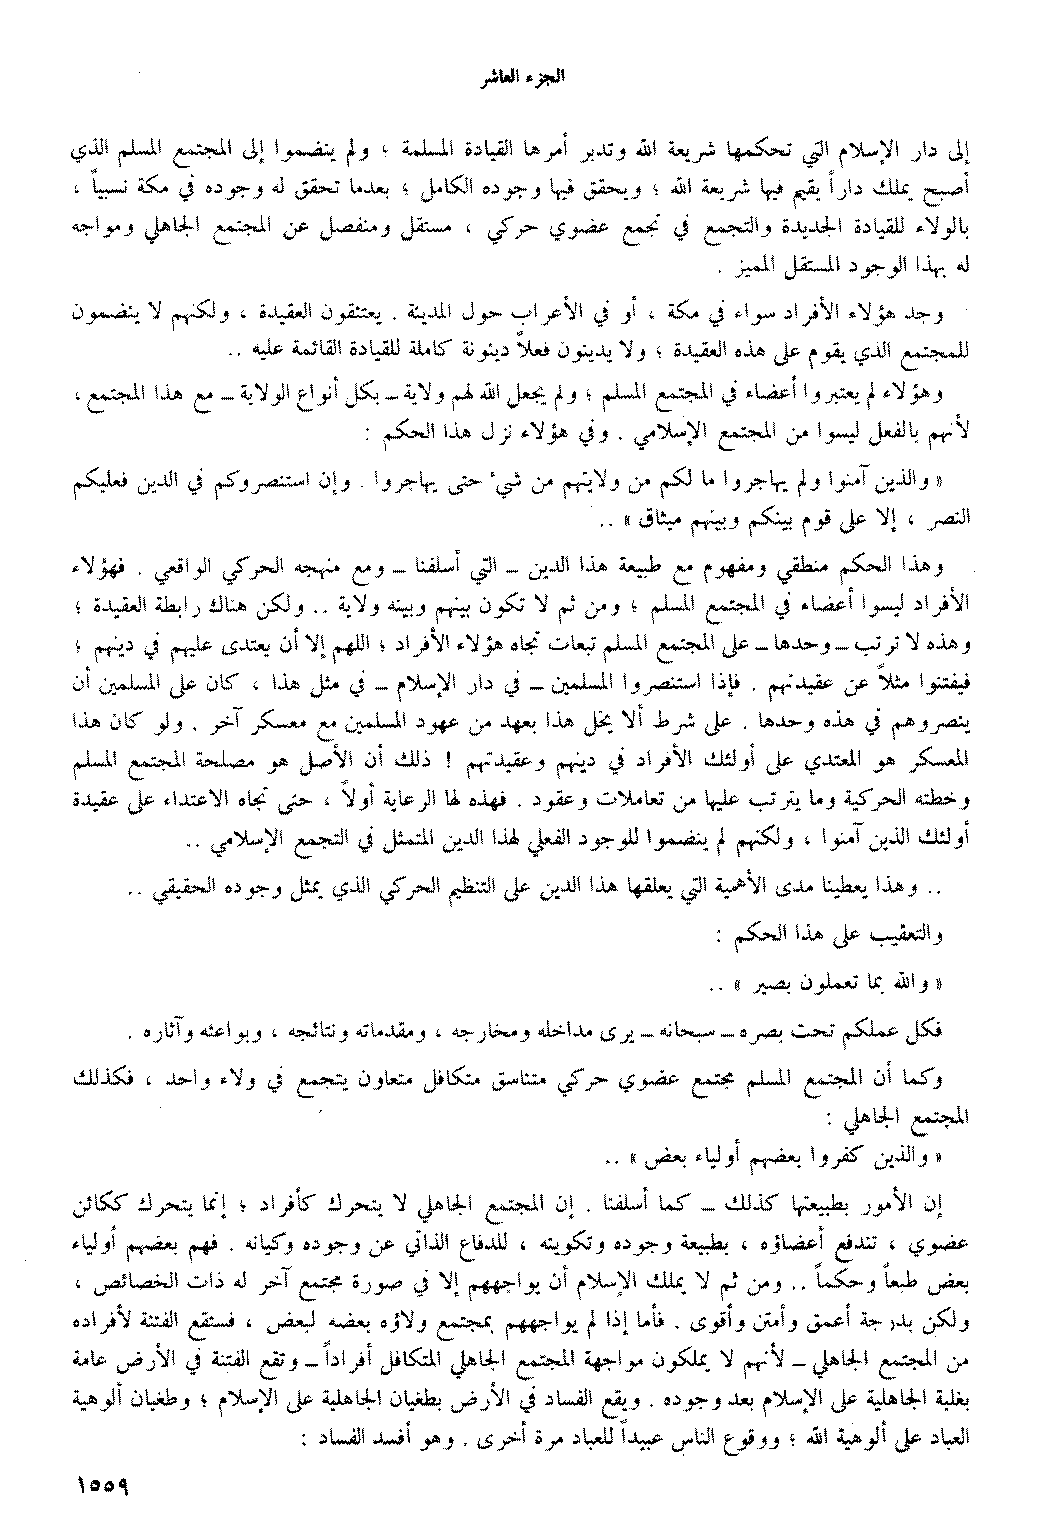 الجزء العاشر
إلى دار الإسلام التي تحكمها شريعة الله وتدبر أمرها القيادة المسلمة ؛ ولم ينضموا إلى المجتمع المسلم الذي
أصبح يملك داراً يقيم فيها شريعة الله ؛ ويحقق فيها وجوده الكامل ؛ بعدما تحقق له وجوده في مكة نسبياً ،
بالولاء للقيادة الجديدة والتجمع في تجمع عضوي حركي ، مستقل ومنفصل عن المجتمع الجاهلي ومواجه
له بهذا الوجود المستقل المميز .
وجد هؤلاء الأفراد سواء في مكة ، أو في الأعراب حول المدينة . يعتنقون العقيدة ، ولكنهم لا ينضمون
للمجتمع الذي يقوم على هذه العقيدة ؛ ولا يدينون فعلاً دينونة كاملة للقيادة القائمة عليه ..
وهؤلاء لم يعتبروا أعضاء في المجتمع المسلم ؛ ولم يجعل الله لهم ولاية – بكل أنواع الولاية – مع هذا المجتمع ،
لأنهم بالفعل ليسوا من المجتمع الإسلامي . وفي هؤلاء نزل هذا الحكم :
« والذين آمنوا ولم يهاجروا ما لكم من ولايتهم من شيء حتى يهاجروا . وإن استنصروكم في الدين فعليكم
النصر ، إلا على قوم بينكم وبينهم ميثاق » ..
وهذا الحكم منطقي ومفهوم مع طبيعة هذا الدين – التي أسلفنا – ومع منهجه الحركي الواقعي . فهؤلاء
الأفراد ليسوا أعضاء في المجتمع المسلم ؛ ومن ثم لا تكون بينهم وبينه ولاية .. ولكن هناك رابطة العقيدة ؛
وهذه لا ترتب – وحدها – على المجتمع المسلم تبعات تجاه هؤلاء الأفراد ؛ اللهم إلا أن يعتدى عليهم في دينهم ؛
فيفتنوا مثلاً عن عقيدتهم . فإذا استنصروا المسلمين – في دار الإسلام – في مثل هذا ، كان على المسلمين أن
ينصروهم في هذه وحدها . على شرط ألا يخل هذا بعهد من عهود المسلمين مع معسكر آخر . ولو كان هذا
المعسكر هو المعتدي على أولئك الأفراد في دينهم وعقيدتهم ! ذلك أن الأصل هو مصلحة المجتمع المسلم
وخطته الحركية وما يترتب عليها من تعاملات وعقود . فهذه لها الرعاية أولاً ، حتى تجاه الاعتداء على عقيدة
أولئك الذين آمنوا ، ولكنهم لم ينضموا للوجود الفعلي لهذا الدين المتمثل في التجمع الإسلامي ..
.. وهذا يعطينا مدى الأهمية التي يعلقها هذا الدين على التنظيم الحركي الذي يمثل وجوده الحقيقي ..
والتعقيب على هذا الحكم :
« والله بما تعملون بصير » ..
فكل عملكم تحت بصره – سبحانه – يرى مداخله ومخارجه ، ومقدماته ونتائجه ، وبواعثه وآثاره .
وكما أن المجتمع المسلم مجتمع عضوي حركي متناسق متكافل متعاون يتجمع في ولاء واحد ، فكذلك
المجتمع الجاهلي :
« والذين كفروا بعضهم أولياء بعض » ..
إن الأمور بطبيعتها كذلك – كما أسلفنا . إن المجتمع الجاهلي لا يتحرك كأفراد ؛ إنما يتحرك ككائن
عضوي ، تندفع أعضاؤه ، بطبيعة وجوده وتكوينه ، للدفاع الذاتي عن وجوده وكيانه . فهم بعضهم أولياء
بعض طبعاً وحكماً .. ومن ثم لا يملك الإسلام أن يواجههم إلا في صورة مجتمع آخر له ذات الخصائص ،
ولكن بدرجة أعمق وأمتن وأقوى . فأما إذا لم يواجههم بمجتمع ولاؤه بعضه لبعض ، فستقع الفتنة لأفراده
من المجتمع الجاهلي – لأنهم لا يملكون مواجهة المجتمع الجاهلي المتكافل أفراداً – وتقع الفتنة في الأرض عامة
بغلبة الجاهلية على الإسلام بعد وجوده . ويقع الفساد في الأرض بطغيان الجاهلية على الإسلام ؛ وطغيان ألوهية
العباد على ألوهية الله ؛ ووقوع الناس عبيداً للعباد مرة أخرى . وهو أفسد الفساد :
١٥٥٩